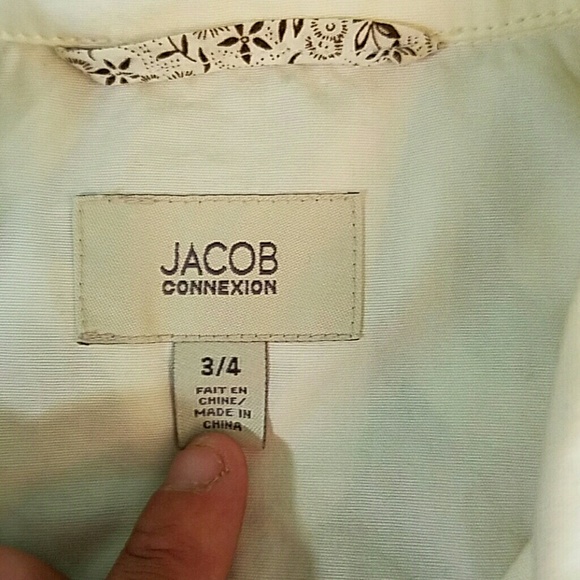 JACOB
CONNEXION
3/4
FAIT EN
CHINE/
MADE IN
CHINA